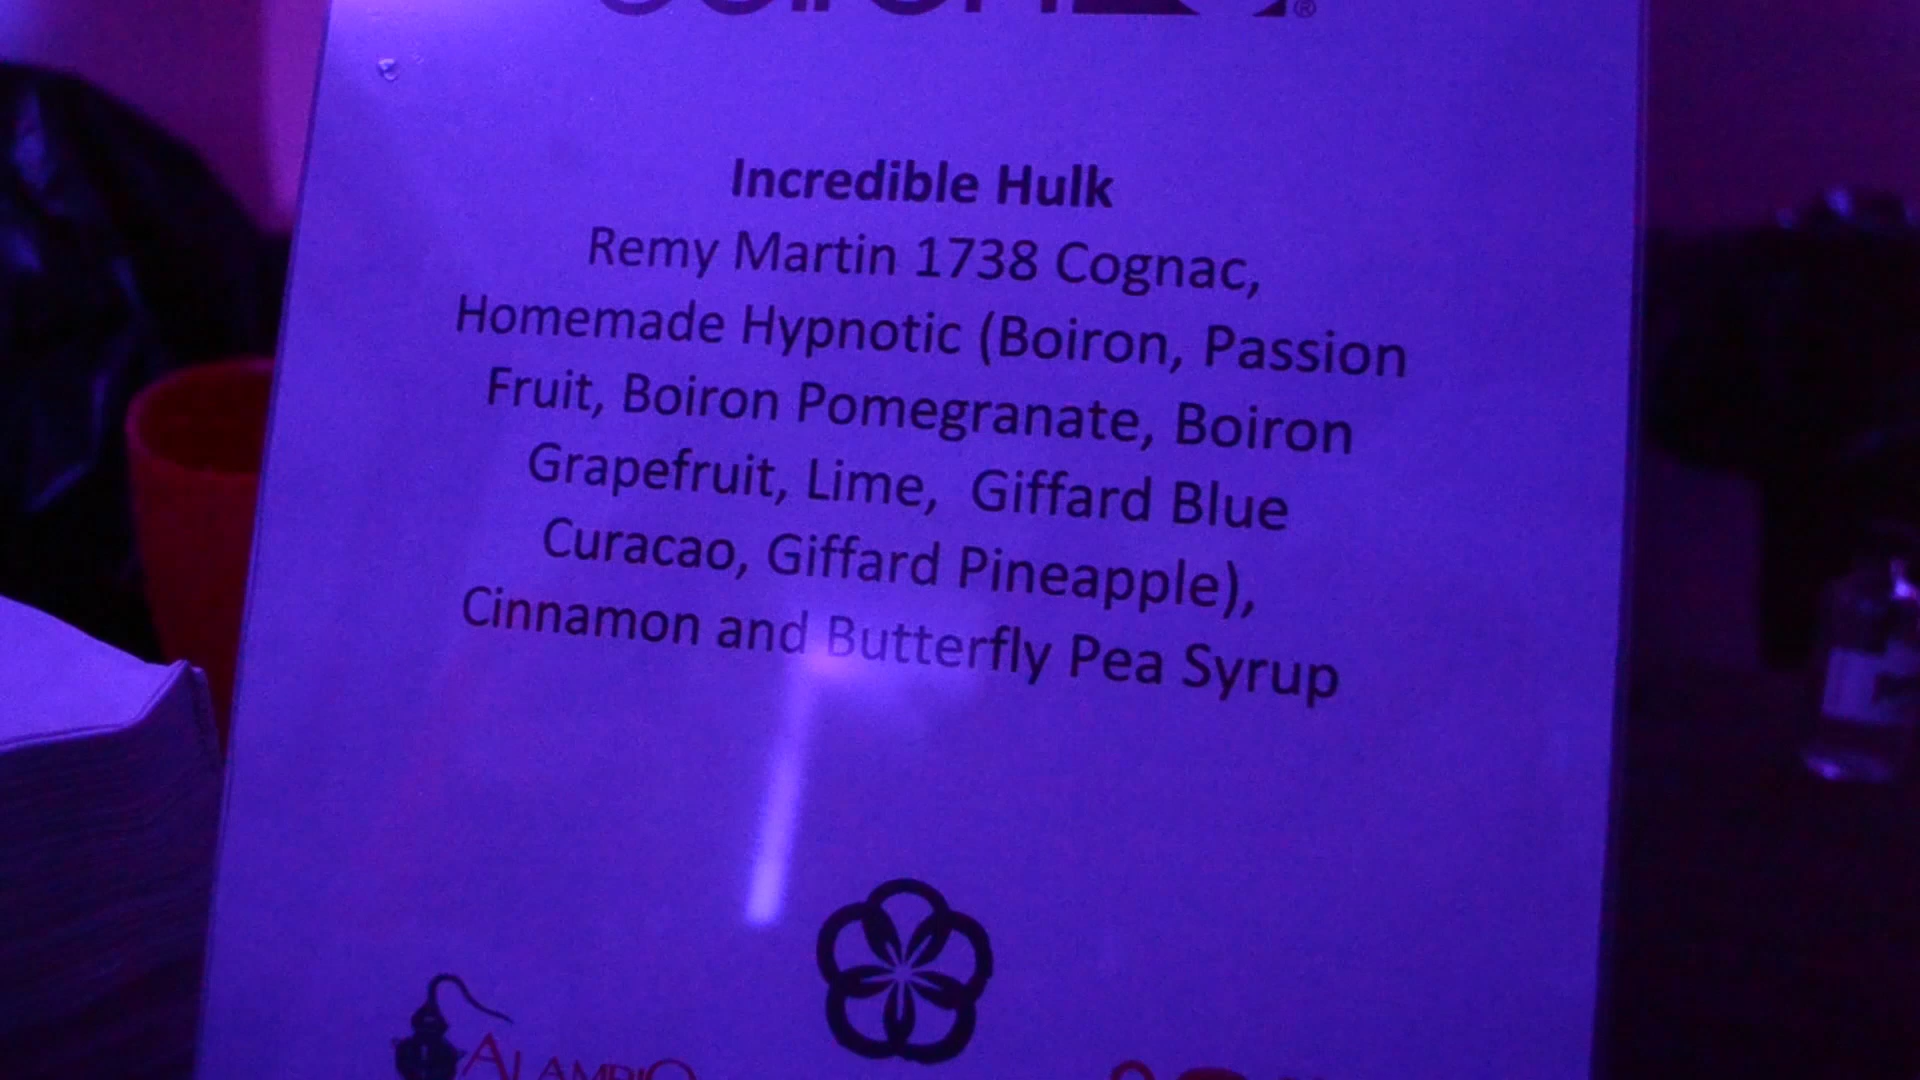 ®
Incredible Hulk
Remy Martin 1738 Cognac,
Homemade Hypnotic (Boiron, Passion
Fruit, Boiron Pomegranate, Boiron
Grapefruit, Lime, Giffard Blue
Curacao, Giffard Pineapple),
Cinnamon and Butterfly Pea Syrup